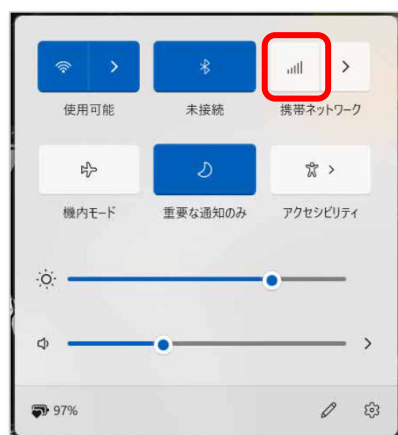 使用可能
未接続
携帯ネットワーク
機内モード
重要な通知のみ
アクセシビリティ
97%